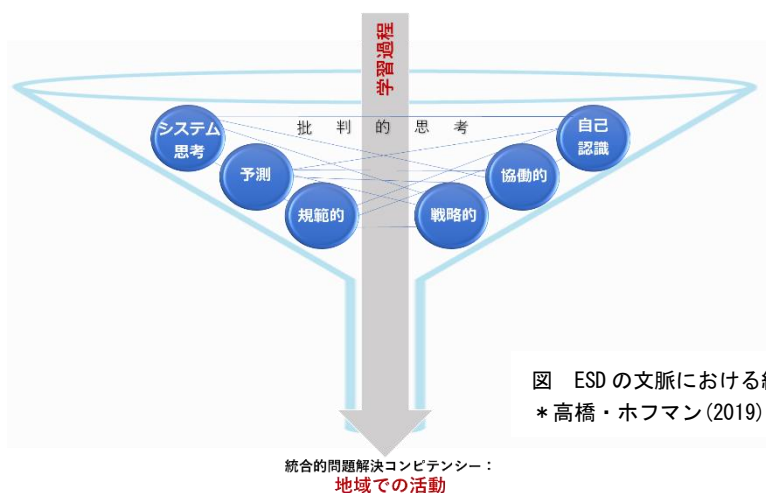 学習過程
批判的思考
システム
思考
予測
規範的
自己
認識
協働的
戦略的
図 ESDの文脈における
＊高橋・ホフマン(2019)
統合的問題解決コンピテンシー：
地域での活動